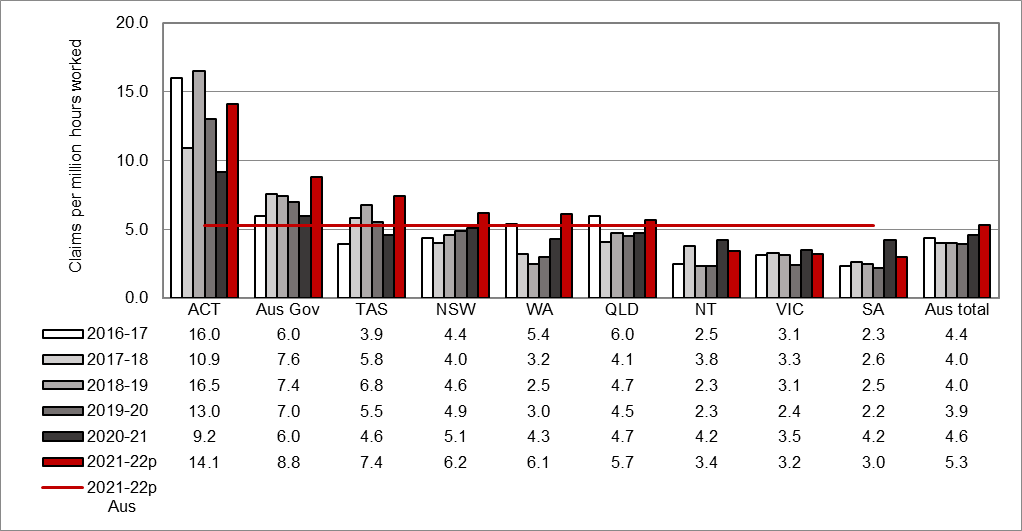 20.0
15.0
10.0
5.0
0.0
Claims per million hours worked
ACT Aus Gov TAS NSW WA QLD NT VIC SA Aus total
2016-17 16.0 6.0 3.9 4.4 5.4 6.0 2.5 3.1 2.3 4.4
2017-18 10.9 7.6 5.8 4.0 3.2 4.1 3.8 3.3 2.6 4.0
2018-19 16.5 7.4 6.8 4.6 2.5 4.7 2.3 3.1 2.5 4.0
2019-20 13.0 7.0 5.5 4.9 3.0 4.5 2.3 2.4 2.2 3.9
2020-21 9.2 6.0 4.6 5.1 4.3 4.7 4.2 3.5 4.2 4.6
2021-22p 14.1 8.8 7.4 6.2 6.1 5.7 3.4 3.2 3.0 5.3
2021-22p
Aus